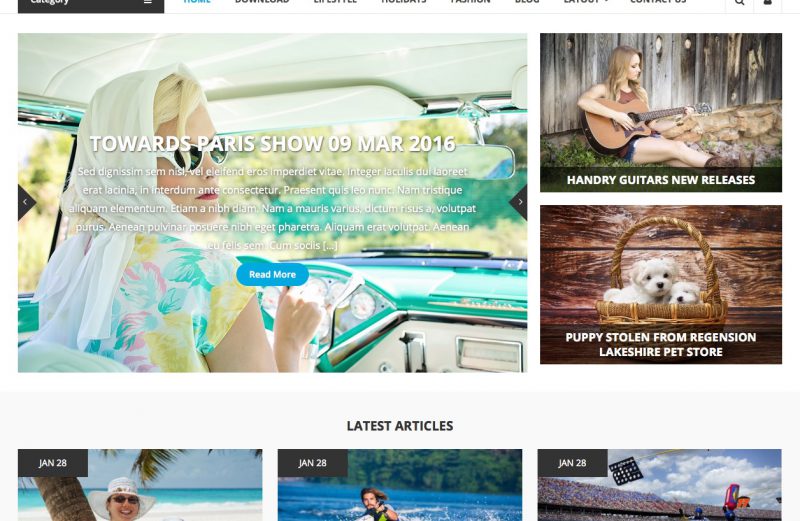 Category
HOME DOWNLOAD LIFESTYLE HOLIDAYS FASHION BLOG LAYOUT CONTACT US
TOWARDS PARIS SHOW 09 MAR 2016
Sed dignissim sem nisl, vel eleifend eros imperdiet vitae. Integer iaculis dui laoreet
erat lacinia, in interdum ante consectetur. Praesent quis leo nunc. Nam tristique
aliquam elementum. Etiam a nibh diam. Nam a mauris varius, dictum risus a, volutpat
purus. Aenean pulvinar posuere nibh eget pharetra. Aliquam erat volutpat. Aenean
eu felis sem. Cum sociis [...]
Read More
HANDRY GUITARS NEW RELEASES
PUPPY STOLEN FROM REGENSION
LAKESHIRE PET STORE
LATEST ARTICLES
JAN 28
JAN 28
JAN 28